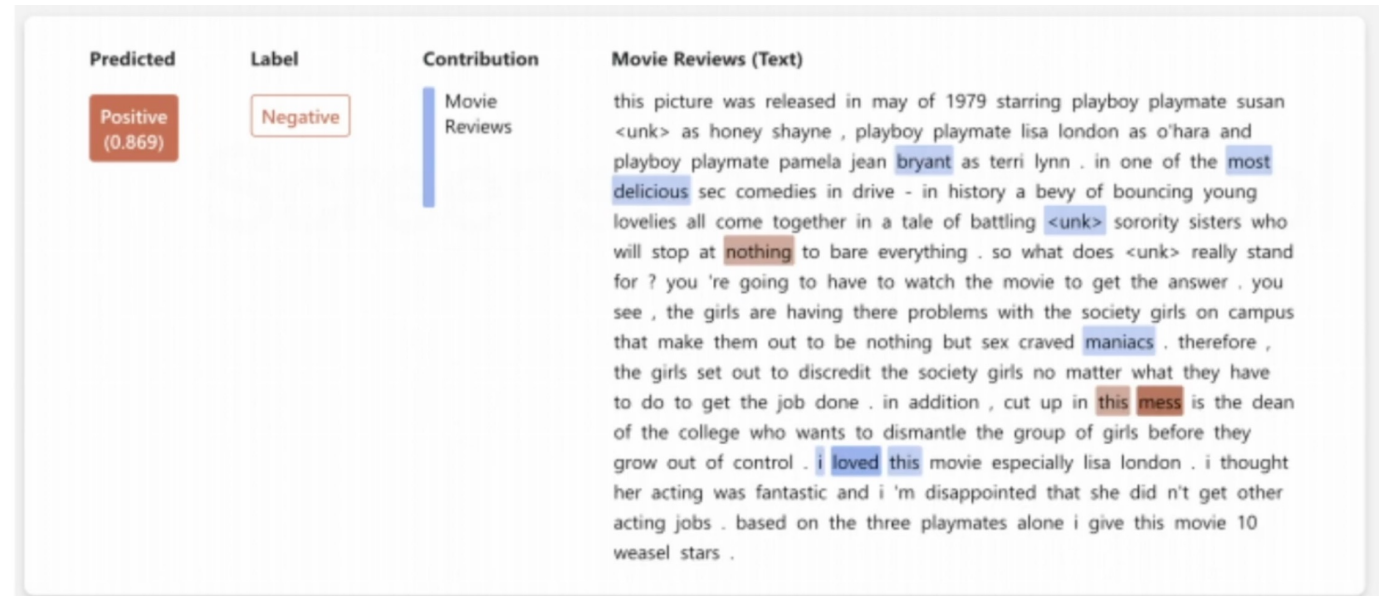 Predicted
Label
Contribution
Movie Reviews (Text)
Positive
(0.869)
Negative
Movie
Reviews
this picture was released in may of 1979 starring playboy playmate susan
<unk> as honey shayne , playboy playmate lisa london as o'hara and
playboy playmate pamela jean bryant as terri lynn . in one of the most
delicious sec comedies in drive - in history a bevy of bouncing young
lovelies all come together in a tale of battling <unk> sorority sisters who
will stop at nothing to bare everything . so what does <unk> really stand
for ? you 're going to have to watch the movie to get the answer . you
see , the girls are having there problems with the society girls on campus
that make them out to be nothing but sex craved maniacs . therefore ,
the girls set out to discredit the society girls no matter what they have
to do to get the job done . in addition , cut up in this mess is the dean
of the college who wants to dismantle the group of girls before they
grow out of control . i loved this movie especially lisa london . i thought
her acting was fantastic and i 'm disappointed that she did n't get other
acting jobs . based on the three playmates alone i give this movie 10
weasel stars .